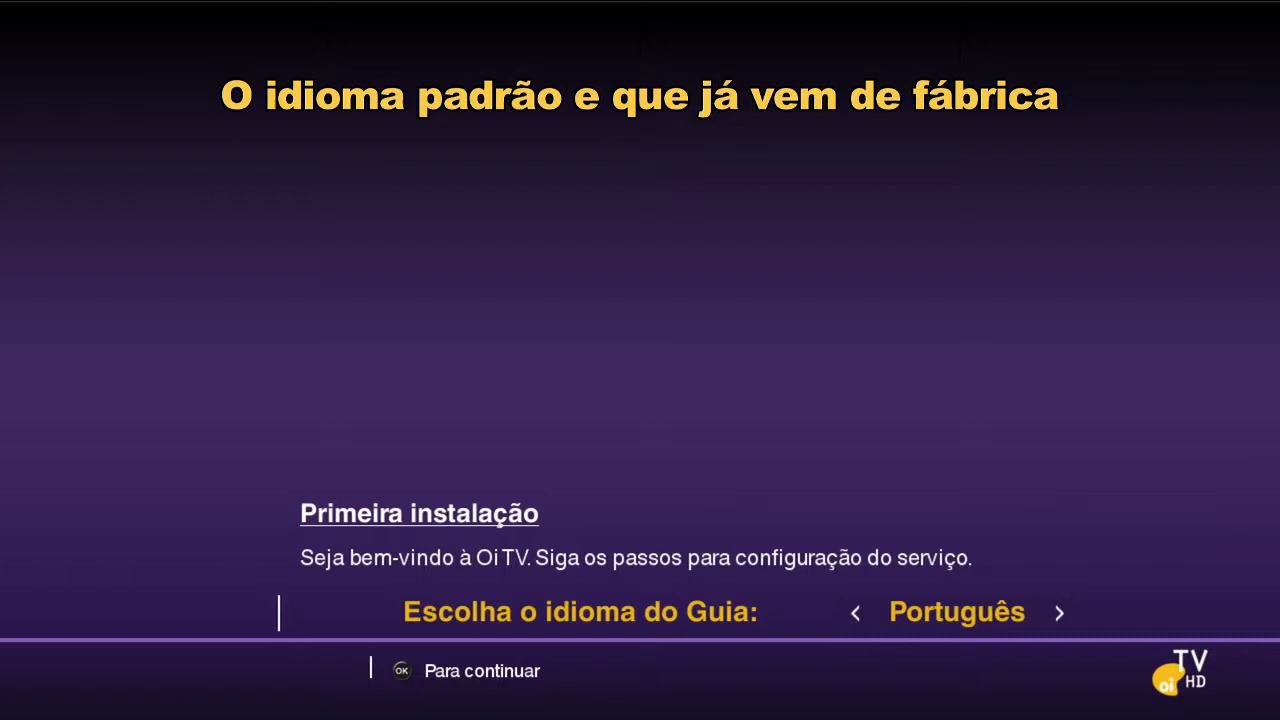 O idioma padrão e que já vem de fábrica
Primeira instalação
Seja bem-vindo à Oi TV. Siga os passos para configuração do serviço.
Escolha o idioma do Guia: ‹ Português ›
OK Para continuar
oi TV HD